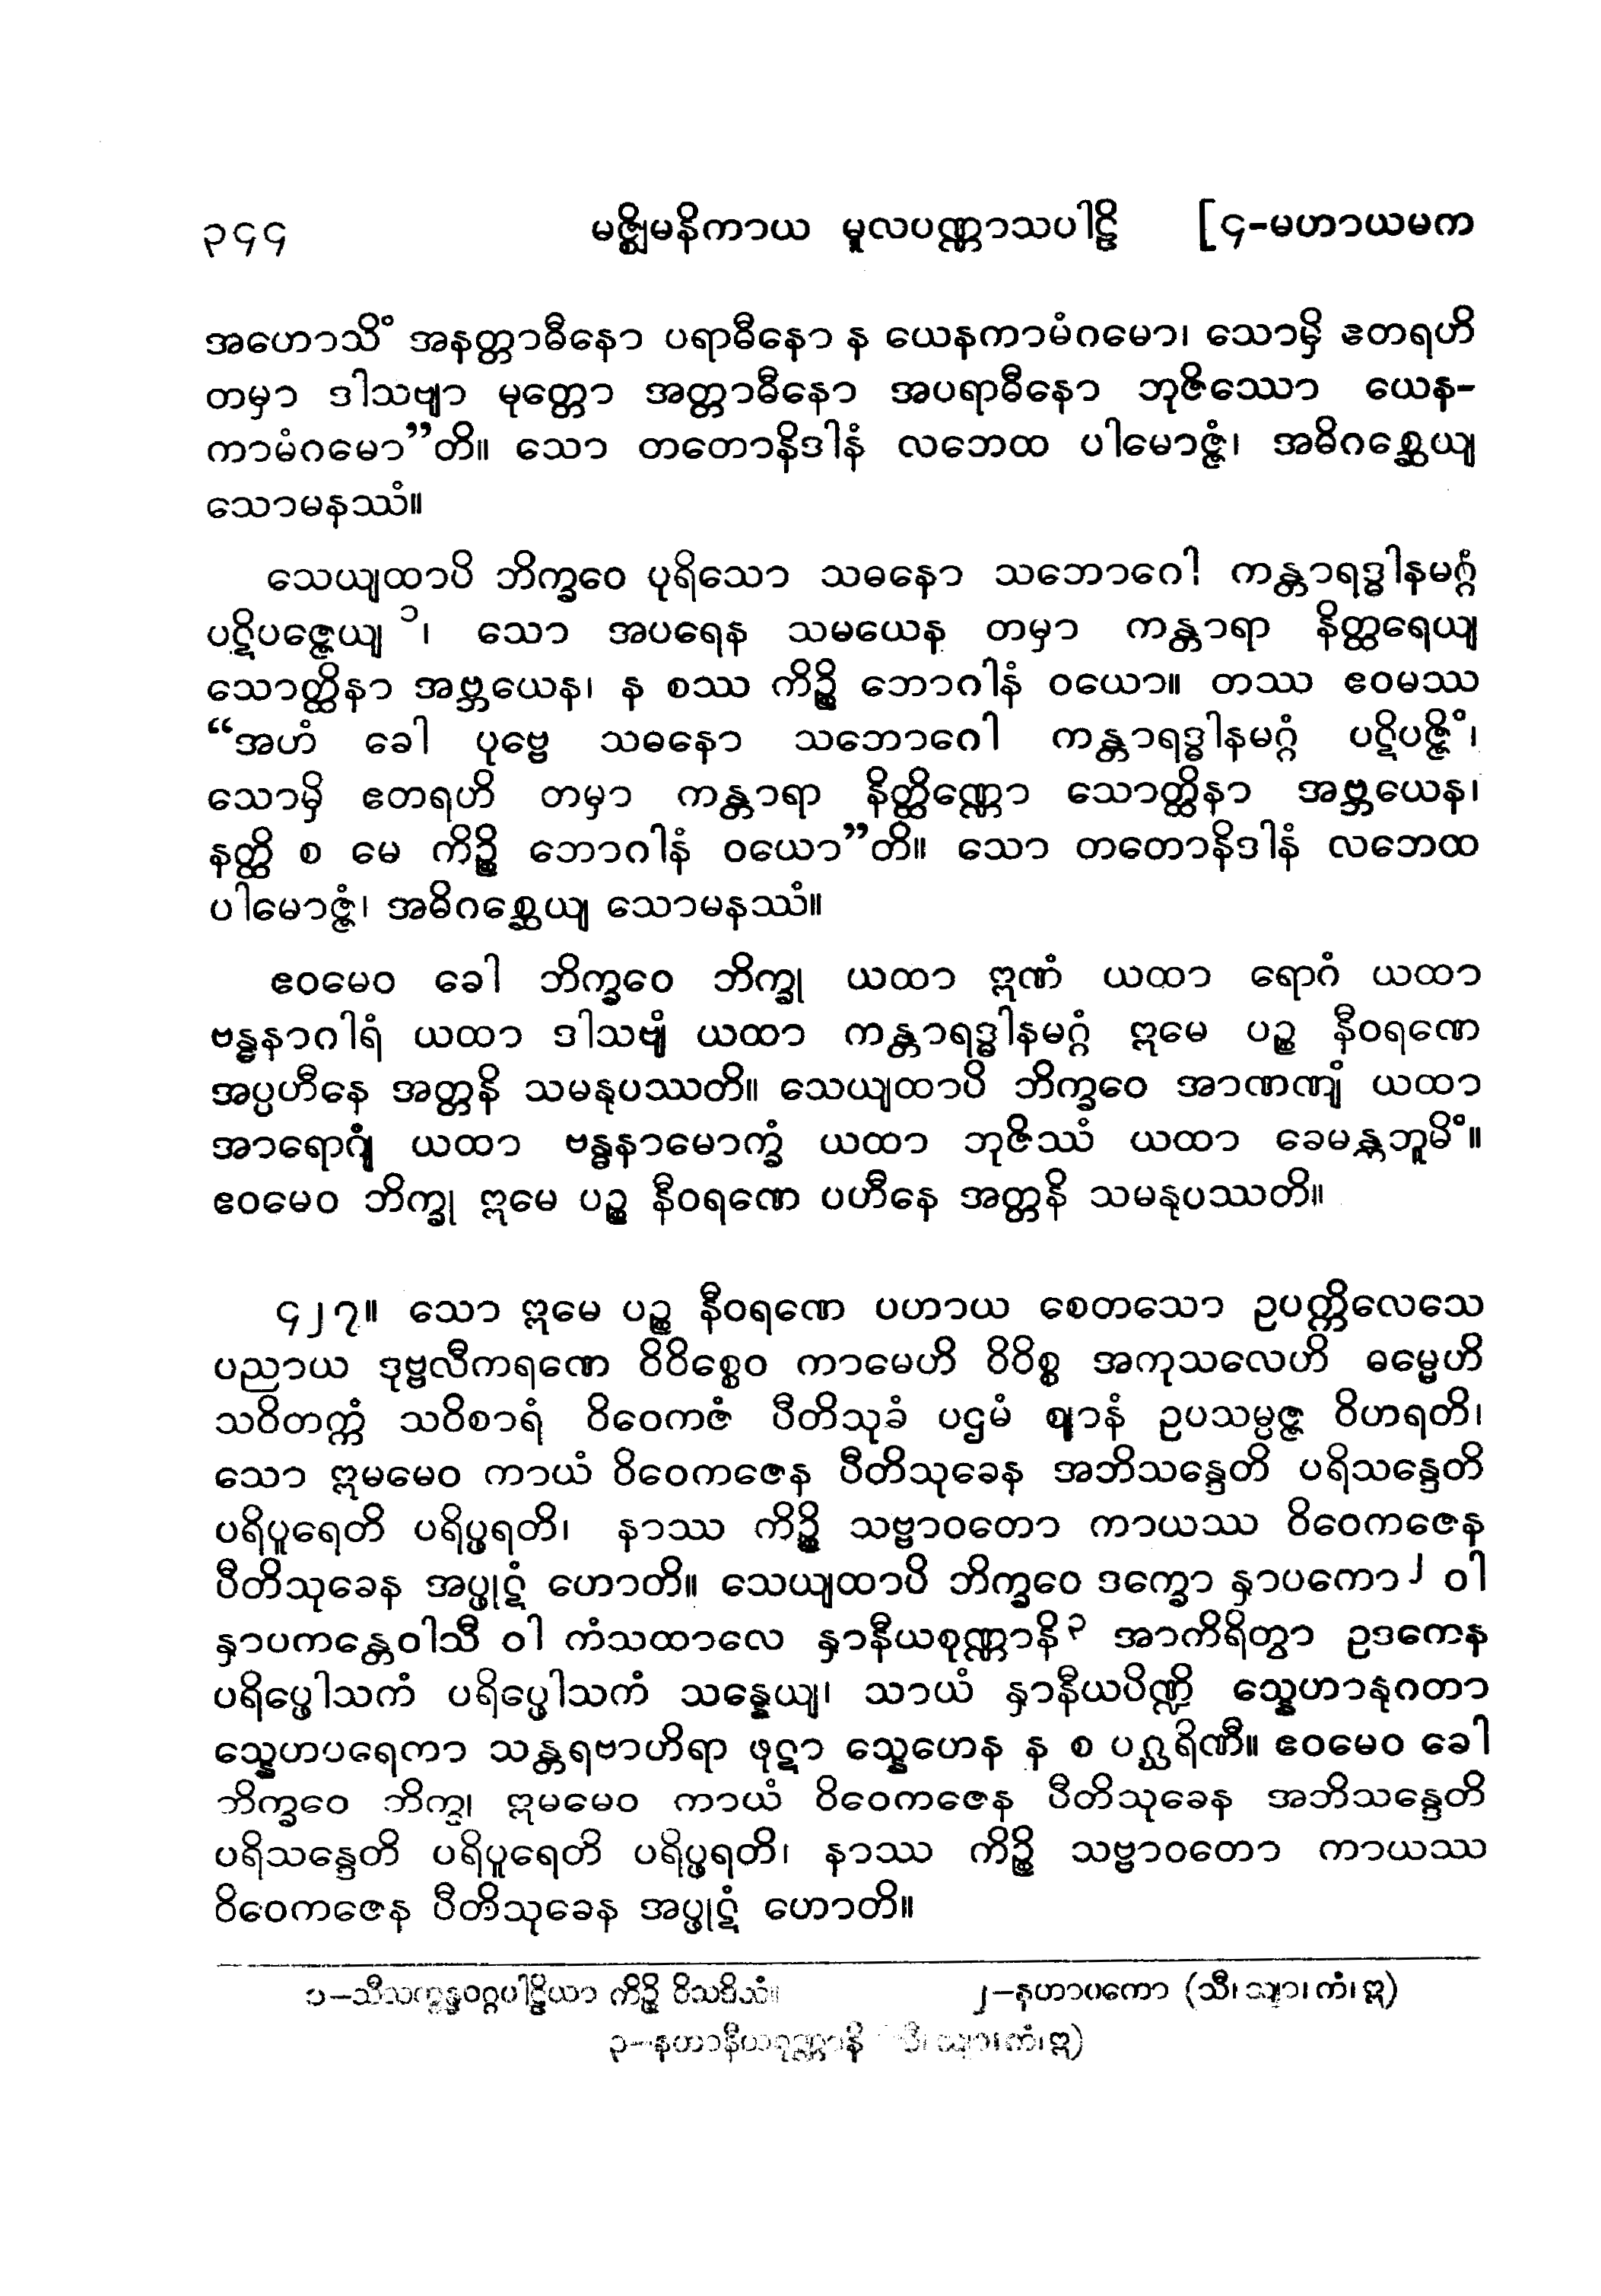 ၃၄၄ မဇ္ဈိမနိကာယ မူလပဏ္ဏာသပါဠိ [၄-မဟာယမက
အဟောသိံ အနတ္တာဓီနော ပရာဓီနော န ယေနကာမံဂမော၊ သောမှိ ဧတရဟိ
တမှာ ဒါသဗျာ မုတ္တော အတ္တာဓီနော အပရာဓီနော ဘုဇိဿော ယေန-
ကာမံဂမော”တိ။ သော တတောနိဒါနံ လဘေထ ပါမောဇ္ဇံ၊ အဓိဂစ္ဆေယျ
သောမနဿံ။
သေယျထာပိ ဘိက္ခဝေ ပုရိသော သဓနော သဘောဂေါ ကန္တာရဒ္ဓါနမဂ္ဂံ
ပဋိပဇ္ဇေယျ ၁၊ သော အပရေန သမယေန တမှာ ကန္တာရာ နိတ္ထရေယျ
သောတ္ထိနာ အဗ္ဘယေန၊ န စဿ ကိဉ္စိ ဘောဂါနံ ဝယော။ တဿ ဧဝမဿ
“အဟံ ခေါ ပုဗ္ဗေ သဓနော သဘောဂေါ ကန္တာရဒ္ဓါနမဂ္ဂံ ပဋိပဇ္ဇိံ၊
သောမှိ ဧတရဟိ တမှာ ကန္တာရာ နိတ္ထိဏ္ဏော သောတ္ထိနာ အဗ္ဘယေန၊
နတ္ထိ စ မေ ကိဉ္စိ ဘောဂါနံ ဝယော”တိ။ သော တတောနိဒါနံ လဘေထ
ပါမောဇ္ဇံ၊ အဓိဂစ္ဆေယျ သောမနဿံ။
ဧဝမေဝ ခေါ ဘိက္ခဝေ ဘိက္ခု ယထာ ဣဏံ ယထာ ရောဂံ ယထာ
ဗန္ဓနာဂါရံ ယထာ ဒါသဗျံ ယထာ ကန္တာရဒ္ဓါနမဂ္ဂံ ဣမေ ပဉ္စ နီဝရဏေ
အပ္ပဟီနေ အတ္တနိ သမနုပဿတိ။ သေယျထာပိ ဘိက္ခဝေ အာဏဏျံ ယထာ
အာရောဂျံ ယထာ ဗန္ဓနာမောက္ခံ ယထာ ဘုဇိဿံ ယထာ ခေမန္တဘူမိံ။
ဧဝမေဝ ဘိက္ခု ဣမေ ပဉ္စ နီဝရဏေ ပဟီနေ အတ္တနိ သမနုပဿတိ။
၄၂၇။ သော ဣမေ ပဉ္စ နီဝရဏေ ပဟာယ စေတသော ဥပက္ကိလေသေ
ပညာယ ဒုဗ္ဗလီကရဏေ ဝိဝိစ္စေဝ ကာမေဟိ ဝိဝိစ္စ အကုသလေဟိ ဓမ္မေဟိ
သဝိတက္ကံ သဝိစာရံ ဝိဝေကဇံ ပီတိသုခံ ပဌမံ ဈာနံ ဥပသမ္ပဇ္ဇ ဝိဟရတိ၊
သော ဣမမေဝ ကာယံ ဝိဝေကဇေန ပီတိသုခေန အဘိသန္ဒေတိ ပရိသန္ဒေတိ
ပရိပူရေတိ ပရိပ္ဖရတိ၊ နာဿ ကိဉ္စိ သဗ္ဗာဝတော ကာယဿ ဝိဝေကဇေန
ပီတိသုခေန အပ္ဖုဋံ ဟောတိ။ သေယျထာပိ ဘိက္ခဝေ ဒက္ခော နှာပကော၂ ဝါ
နှာပကန္တေဝါသီ ဝါ ကံသထာလေ နှာနီယစုဏ္ဏာနိ၃ အာကိရိတွာ ဥဒကေန
ပရိပ္ဖေါသကံ ပရိပ္ဖေါသကံ သန္နေယျ၊ သာယံ နှာနီယပိဏ္ဍိ သ္နေဟာနုဂတာ
သ္နေဟပရေတာ သန္တရဗာဟိရာ ဖုဋာ သ္နေဟေန န စ ပဂ္ဃရိဏီ။ ဧဝမေဝ ခေါ
ဘိက္ခဝေ ဘိက္ခု ဣမမေဝ ကာယံ ဝိဝေကဇေန ပီတိသုခေန အဘိသန္ဒေတိ
ပရိသန္ဒေတိ ပရိပူရေတိ ပရိပ္ဖရတိ၊ နာဿ ကိဉ္စိ သဗ္ဗာဝတော ကာယဿ
ဝိဝေကဇေန ပီတိသုခေန အပ္ဖုဋံ ဟောတိ။
၁-သီလက္ခန္ဓဝဂ္ဂပါဠိယာ ကိဉ္စိ ဝိသဒိသံ။ ၂-နဟာပကော (သီ၊ သျာ၊ ကံ၊ ဣ)
၃-နဟာနီယစုဏ္ဏာနိ (သီ၊ သျာ၊ ကံ၊ ဣ)